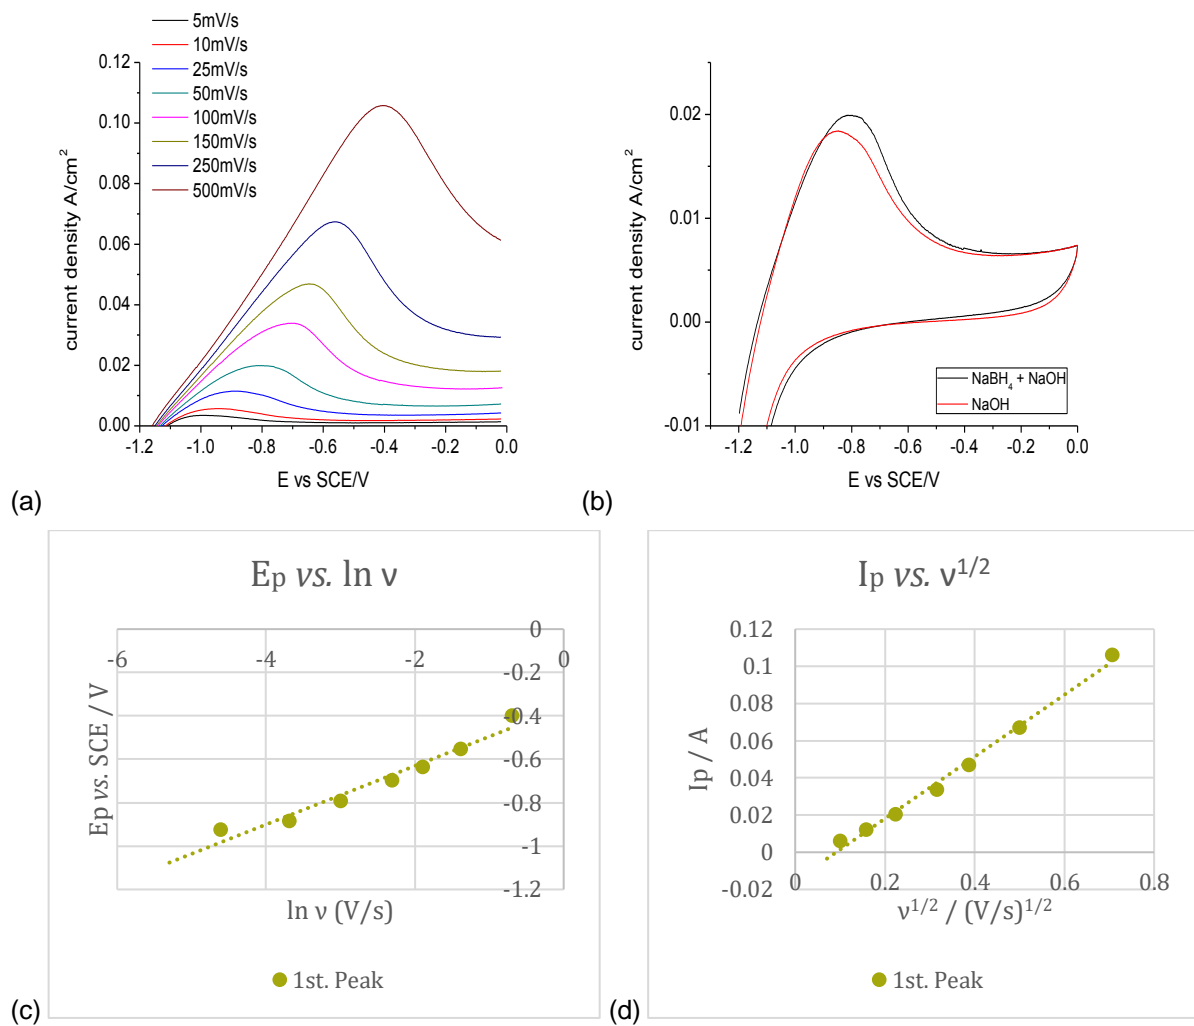 5mV/s
10mV/s
25mV/s
50mV/s
100mV/s
150mV/s
250mV/s
500mV/s
0.12
0.10
0.08
0.06
0.04
0.02
0.00
current density A/cm²
-1.2 -1.0 -0.8 -0.6 -0.4 -0.2 0.0
E vs SCE/V
(a)
0.02
0.01
0.00
-0.01
current density A/cm²
NaBH₄ + NaOH
NaOH
-1.2 -1.0 -0.8 -0.6 -0.4 -0.2 0.0
E vs SCE/V
(b)
Ep vs. ln ν
-6 -4 -2 0
0
-0.2
-0.4
-0.6
-0.8
-1
-1.2
Ep vs. SCE / V
ln ν (V/s)
1st. Peak
(c)
Ip vs. ν^1/2
0.12
0.1
0.08
0.06
0.04
0.02
0
-0.02
Ip / A
0 0.2 0.4 0.6 0.8
ν^1/2 / (V/s)^1/2
1st. Peak
(d)